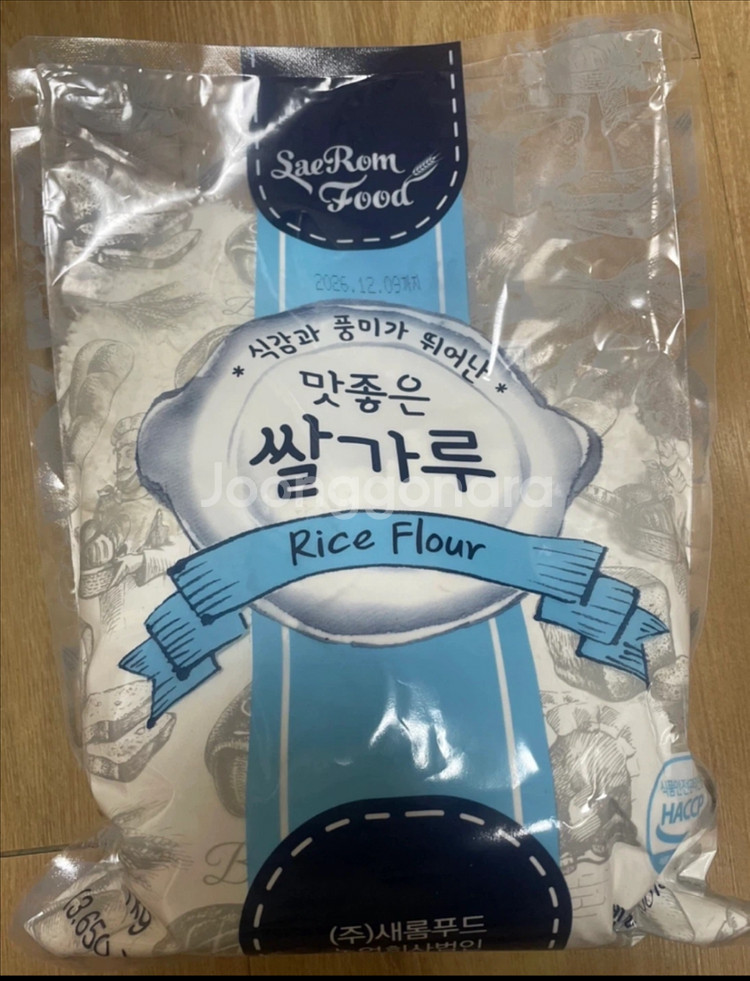 SaeRom
Food
2026.12.09까지
* 식감과 풍미가 뛰어난 *
맛좋은
쌀가루
Joonggonara
Rice Flour
HACCP
(주)새롬푸드